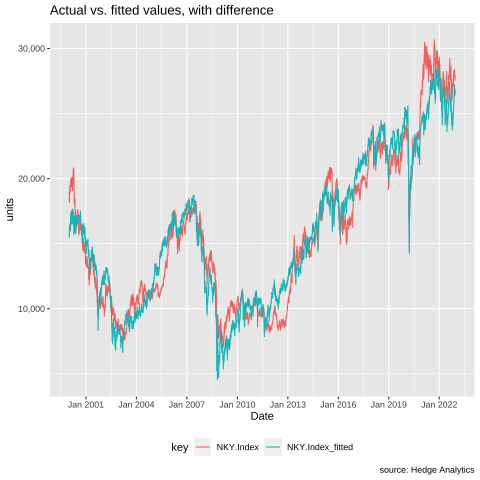 Actual vs. fitted values, with difference
units
30,000
20,000
10,000
Jan 2001 Jan 2004 Jan 2007 Jan 2010 Jan 2013 Jan 2016 Jan 2019 Jan 2022
Date
key NKY.Index NKY.Index_fitted
source: Hedge Analytics